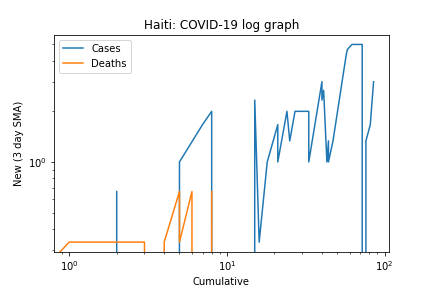 Haiti: COVID-19 log graph
Cases
Deaths
New (3 day SMA)
10⁰
10⁰ 10¹ 10²
Cumulative